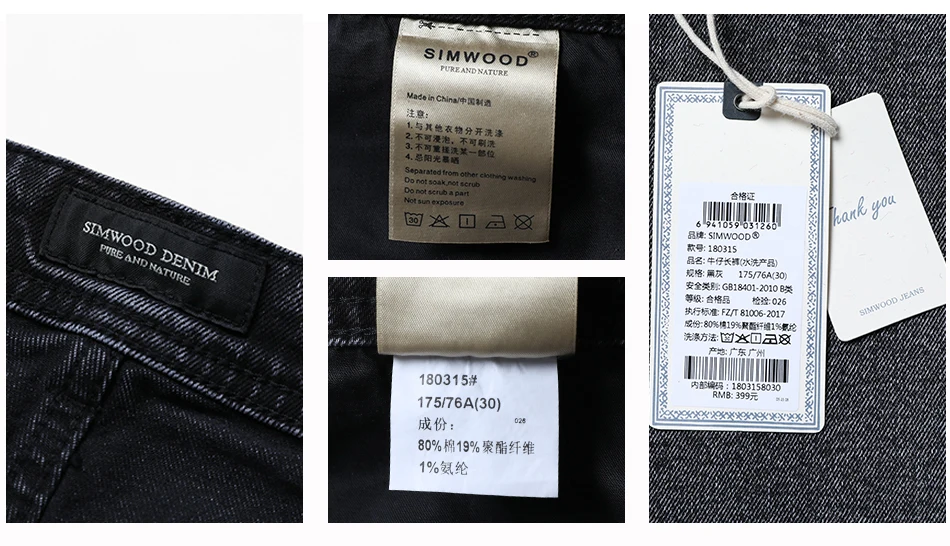 SIMWOOD DENIM
PURE AND NATURE
SIMWOOD®
PURE AND NATURE
Made in China/中国制造
注意:
1. 与其他衣物分开洗涤
2. 不可浸泡, 不可刷洗
3. 不可重搓洗某一部位
4. 忌阳光暴晒
Separated from other clothing washing
Do not soak,not scrub
Do not scrub a part
Not sun exposure
30
180315#
175/76A(30)
成份: 026
80%棉19%聚酯纤维
1%氨纶
合格证
6 941059 031260
品牌: SIMWOOD®
款号: 180315
品名: 牛仔长裤(水洗产品)
规格: 黑灰 175/76A(30)
安全类别: GB18401-2010 B类
等级: 合格品 检验: 026
执行标准: FZ/T 81006-2017
成份: 80%棉19%聚酯纤维1%氨纶
洗涤方法:
产地: 广东 广州
内部编码: 1803158030
RMB: 399元
Thank you
SIMWOOD JEANS